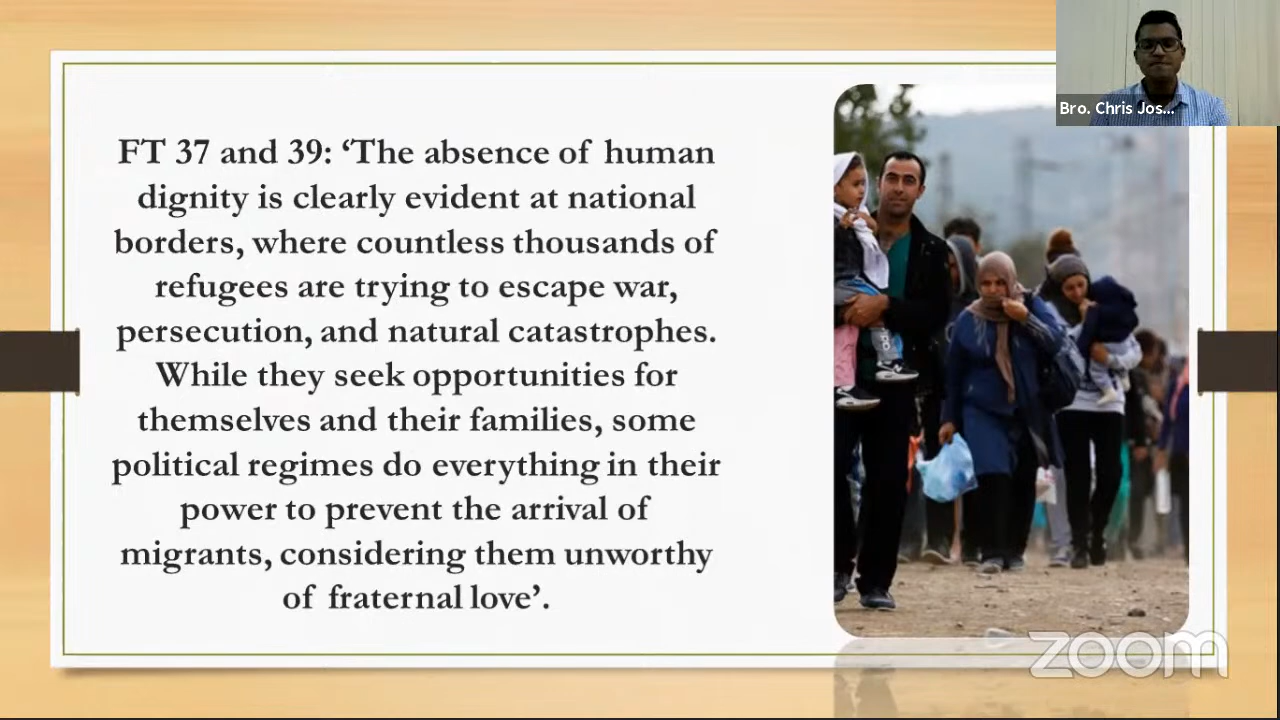 Bro. Chris Jos...
FT 37 and 39: ‘The absence of human
dignity is clearly evident at national
borders, where countless thousands of
refugees are trying to escape war,
persecution, and natural catastrophes.
While they seek opportunities for
themselves and their families, some
political regimes do everything in their
power to prevent the arrival of
migrants, considering them unworthy
of fraternal love’.
zoom